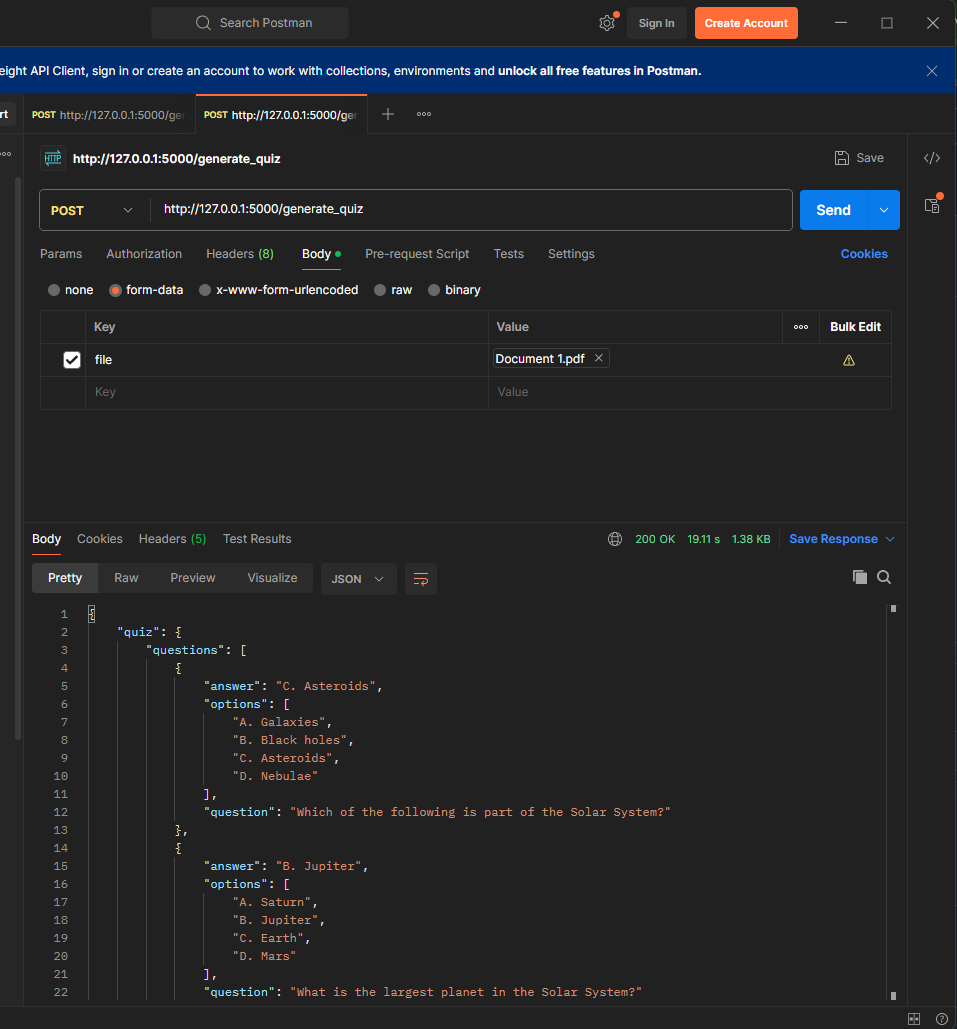 Search Postman
Sign In
Create Account
eight API Client, sign in or create an account to work with collections, environments and unlock all free features in Postman.
rt
POST http://127.0.0.1:5000/ger
POST http://127.0.0.1:5000/ger
HTTP http://127.0.0.1:5000/generate_quiz
Save
POST http://127.0.0.1:5000/generate_quiz
Send
Params Authorization Headers (8) Body Pre-request Script Tests Settings Cookies
none form-data x-www-form-urlencoded raw binary
Key Value Bulk Edit
file Document 1.pdf
Key Value
Body Cookies Headers (5) Test Results 200 OK 19.11 s 1.38 KB Save Response
Pretty Raw Preview Visualize JSON
1 {
2 "quiz": {
3 "questions": [
4 {
5 "answer": "C. Asteroids",
6 "options": [
7 "A. Galaxies",
8 "B. Black holes",
9 "C. Asteroids",
10 "D. Nebulae"
11 ],
12 "question": "Which of the following is part of the Solar System?"
13 },
14 {
15 "answer": "B. Jupiter",
16 "options": [
17 "A. Saturn",
18 "B. Jupiter",
19 "C. Earth",
20 "D. Mars"
21 ],
22 "question": "What is the largest planet in the Solar System?"